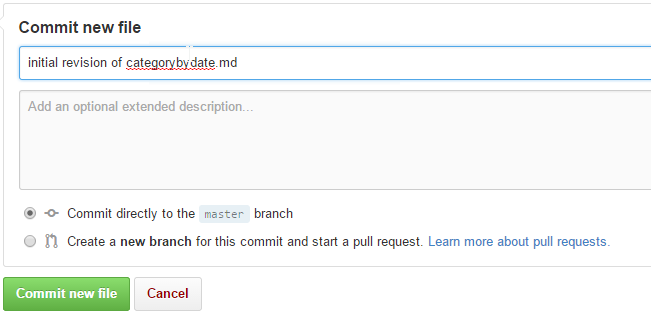 Commit new file
initial revision of categorybydate.md
Add an optional extended description...
Commit directly to the master branch
Create a new branch for this commit and start a pull request. Learn more about pull requests.
Commit new file Cancel